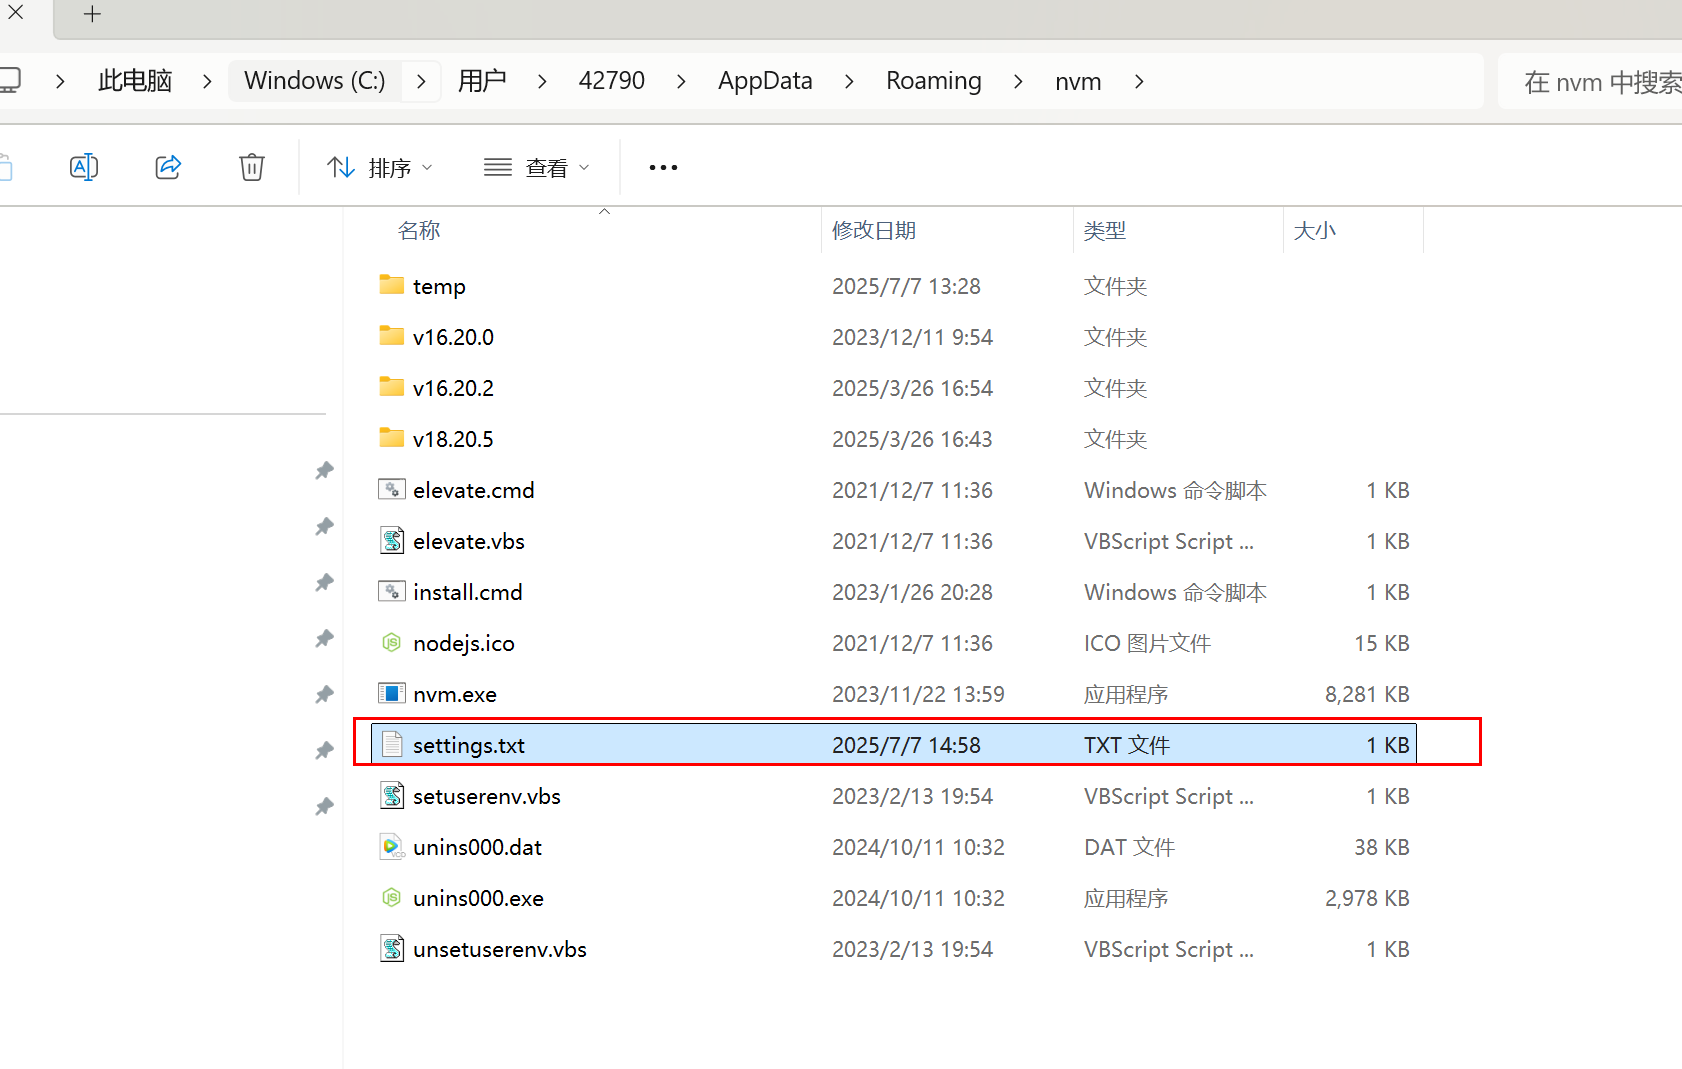 此电脑 Windows (C:) 用户 42790 AppData Roaming nvm 在 nvm 中搜索
排序 查看
名称 修改日期 类型 大小
temp 2025/7/7 13:28 文件夹
v16.20.0 2023/12/11 9:54 文件夹
v16.20.2 2025/3/26 16:54 文件夹
v18.20.5 2025/3/26 16:43 文件夹
elevate.cmd 2021/12/7 11:36 Windows 命令脚本 1 KB
elevate.vbs 2021/12/7 11:36 VBScript Script ... 1 KB
install.cmd 2023/1/26 20:28 Windows 命令脚本 1 KB
nodejs.ico 2021/12/7 11:36 ICO 图片文件 15 KB
nvm.exe 2023/11/22 13:59 应用程序 8,281 KB
settings.txt 2025/7/7 14:58 TXT 文件 1 KB
setuserenv.vbs 2023/2/13 19:54 VBScript Script ... 1 KB
unins000.dat 2024/10/11 10:32 DAT 文件 38 KB
unins000.exe 2024/10/11 10:32 应用程序 2,978 KB
unsetuserenv.vbs 2023/2/13 19:54 VBScript Script ... 1 KB